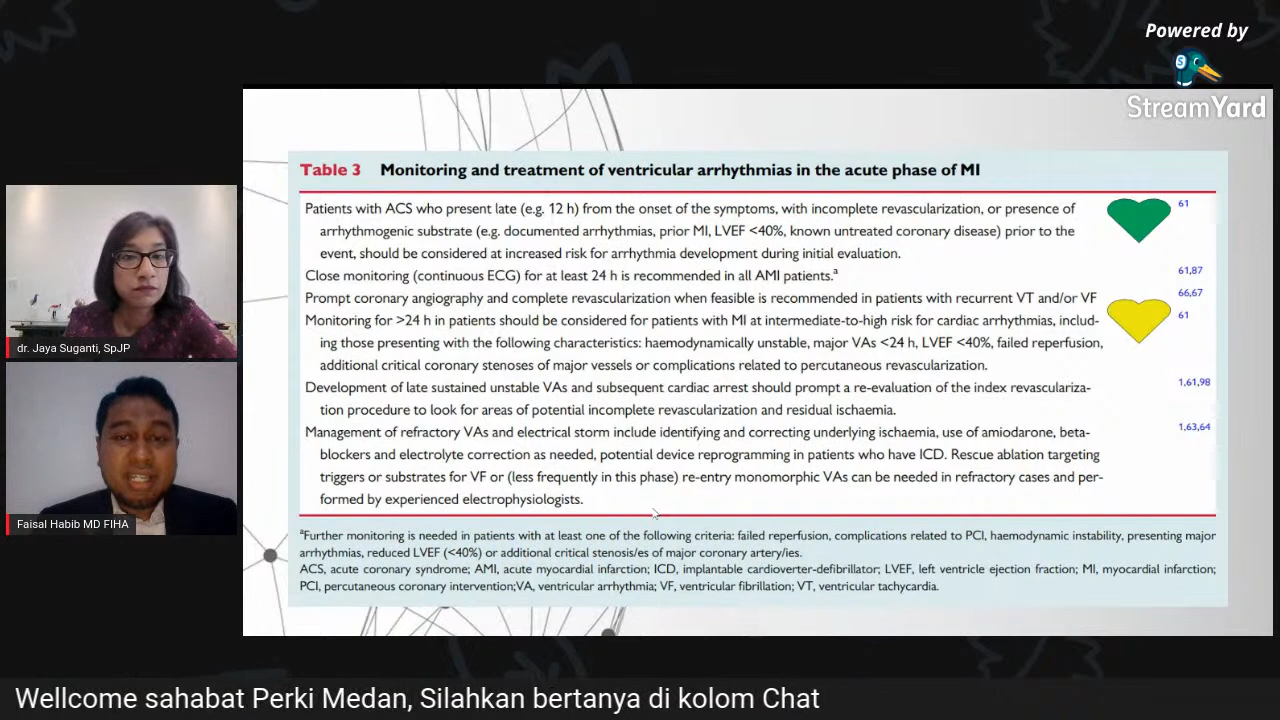 Powered by
StreamYard
Table 3 Monitoring and treatment of ventricular arrhythmias in the acute phase of MI
Patients with ACS who present late (e.g. 12 h) from the onset of the symptoms, with incomplete revascularization, or presence of
arrhythmogenic substrate (e.g. documented arrhythmias, prior MI, LVEF <40%, known untreated coronary disease) prior to the
event, should be considered at increased risk for arrhythmia development during initial evaluation.
61
Close monitoring (continuous ECG) for at least 24 h is recommended in all AMI patients.a
61,87
Prompt coronary angiography and complete revascularization when feasible is recommended in patients with recurrent VT and/or VF
66,67
Monitoring for >24 h in patients should be considered for patients with MI at intermediate-to-high risk for cardiac arrhythmias, includ-
ing those presenting with the following characteristics: haemodynamically unstable, major VAs <24 h, LVEF <40%, failed reperfusion,
additional critical coronary stenoses of major vessels or complications related to percutaneous revascularization.
61
Development of late sustained unstable VAs and subsequent cardiac arrest should prompt a re-evaluation of the index revasculariza-
tion procedure to look for areas of potential incomplete revascularization and residual ischaemia.
1,61,98
Management of refractory VAs and electrical storm include identifying and correcting underlying ischaemia, use of amiodarone, beta-
blockers and electrolyte correction as needed, potential device reprogramming in patients who have ICD. Rescue ablation targeting
triggers or substrates for VF or (less frequently in this phase) re-entry monomorphic VAs can be needed in refractory cases and per-
formed by experienced electrophysiologists.
1,63,64
aFurther monitoring is needed in patients with at least one of the following criteria: failed reperfusion, complications related to PCI, haemodynamic instability, presenting major
arrhythmias, reduced LVEF (<40%) or additional critical stenosis/es of major coronary artery/ies.
ACS, acute coronary syndrome; AMI, acute myocardial infarction; ICD, implantable cardioverter-defibrillator; LVEF, left ventricle ejection fraction; MI, myocardial infarction;
PCI, percutaneous coronary intervention;VA, ventricular arrhythmia; VF, ventricular fibrillation; VT, ventricular tachycardia.
dr. Jaya Suganti, SpJP
Faisal Habib MD FIHA
Wellcome sahabat Perki Medan, Silahkan bertanya di kolom Chat